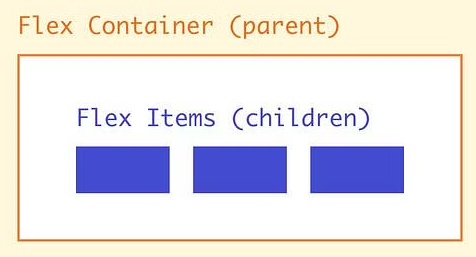 Flex Container (parent)
Flex Items (children)